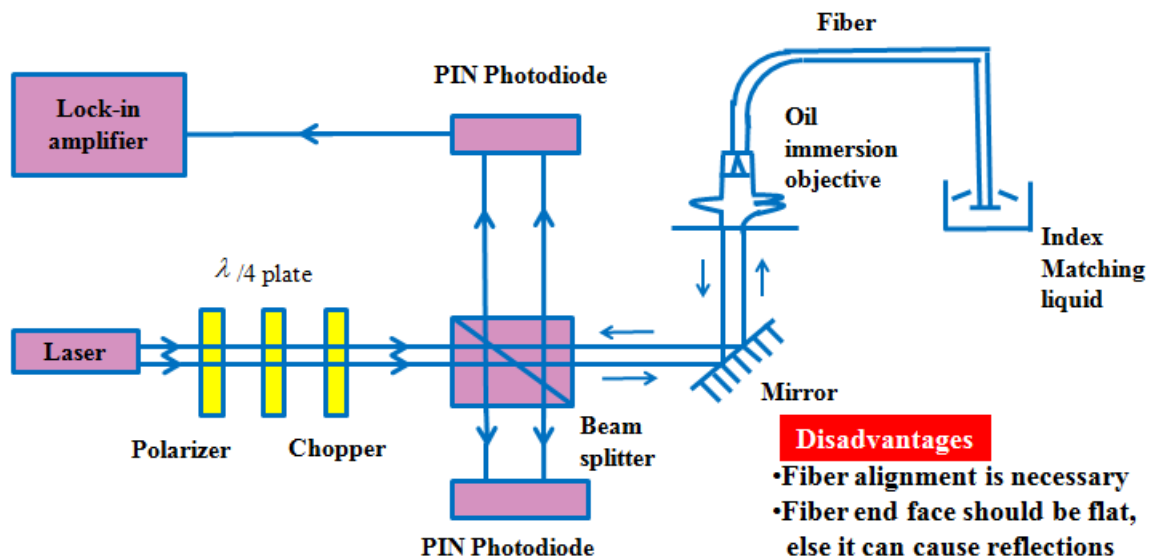 Fiber
PIN Photodiode
Lock-in
amplifier
Oil
immersion
objective
Index
Matching
liquid
λ /4 plate
Laser
Polarizer
Chopper
Beam
splitter
Mirror
PIN Photodiode
Disadvantages
•Fiber alignment is necessary
•Fiber end face should be flat,
else it can cause reflections